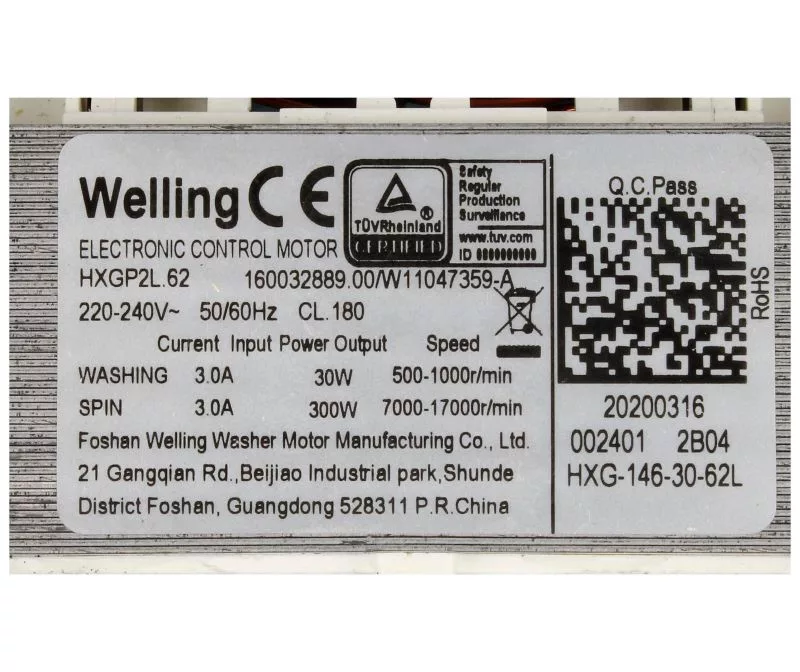 Welling CE
TÜVRheinland®
CERTIFIED
Safety
Regular
Production
Surveillance
www.tuv.com
ID 0000000000
ELECTRONIC CONTROL MOTOR
HXGP2L.62 160032889.00/W11047359-A
220-240V~ 50/60Hz CL.180
Current Input Power Output Speed
WASHING 3.0A 30W 500-1000r/min
SPIN 3.0A 300W 7000-17000r/min
Foshan Welling Washer Motor Manufacturing Co., Ltd.
21 Gangqian Rd.,Beijiao Industrial park,Shunde
District Foshan, Guangdong 528311 P.R.China
Q.C.Pass
RoHS
20200316
002401 2B04
HXG-146-30-62L